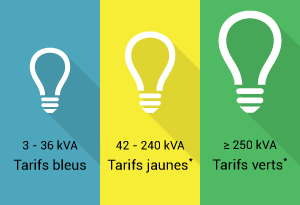 3 - 36 kVA
Tarifs bleus
42 - 240 kVA
Tarifs jaunes*
≥ 250 kVA
Tarifs verts*